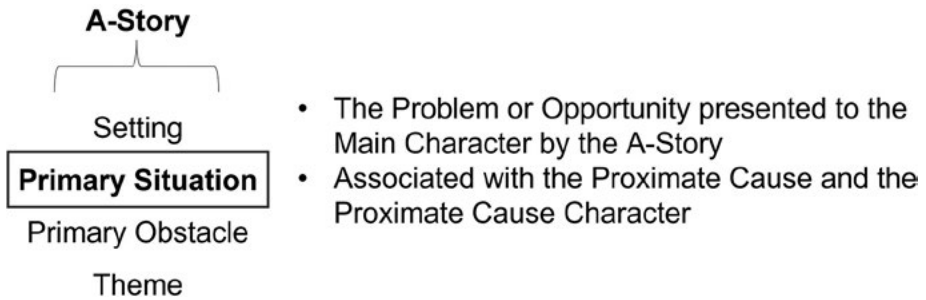 A-Story
Setting
Primary Situation
Primary Obstacle
Theme
• The Problem or Opportunity presented to the
Main Character by the A-Story
• Associated with the Proximate Cause and the
Proximate Cause Character